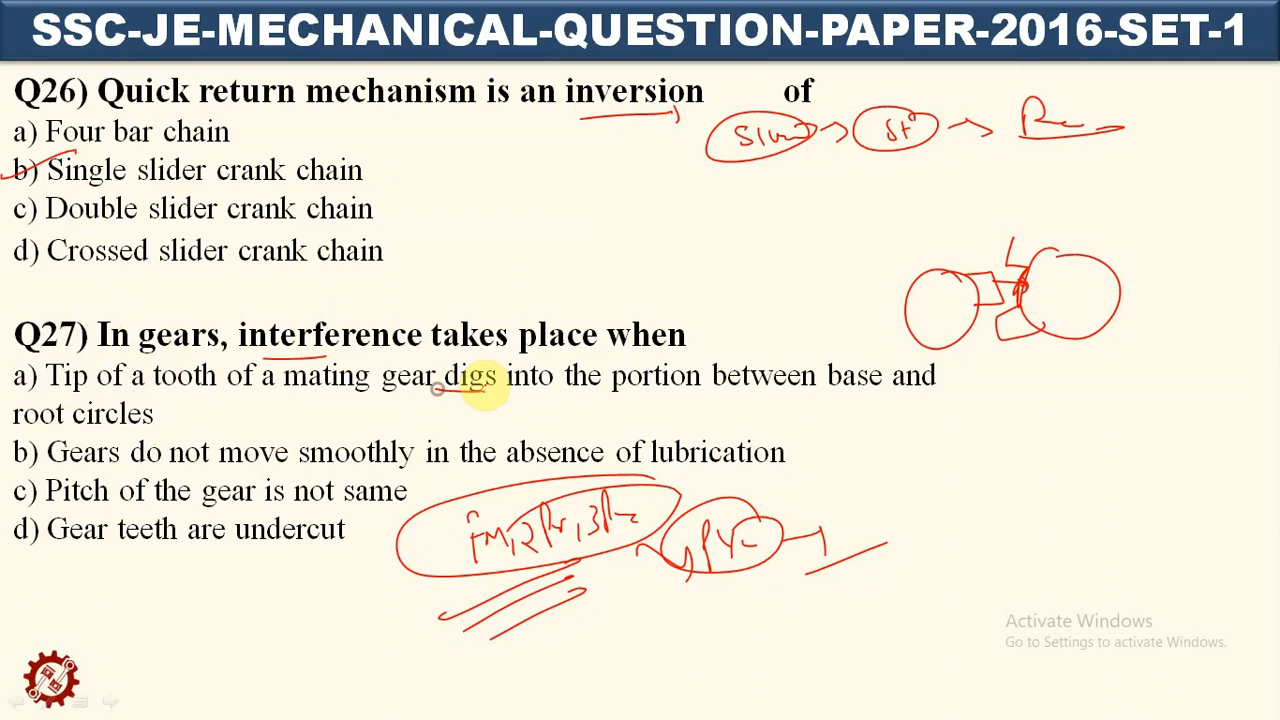 SSC-JE-MECHANICAL-QUESTION-PAPER-2016-SET-1
Q26) Quick return mechanism is an inversion of
a) Four bar chain
b) Single slider crank chain
c) Double slider crank chain
d) Crossed slider crank chain
Q27) In gears, interference takes place when
a) Tip of a tooth of a mating gear digs into the portion between base and
root circles
b) Gears do not move smoothly in the absence of lubrication
c) Pitch of the gear is not same
d) Gear teeth are undercut
Activate Windows
Go to Settings to activate Windows.